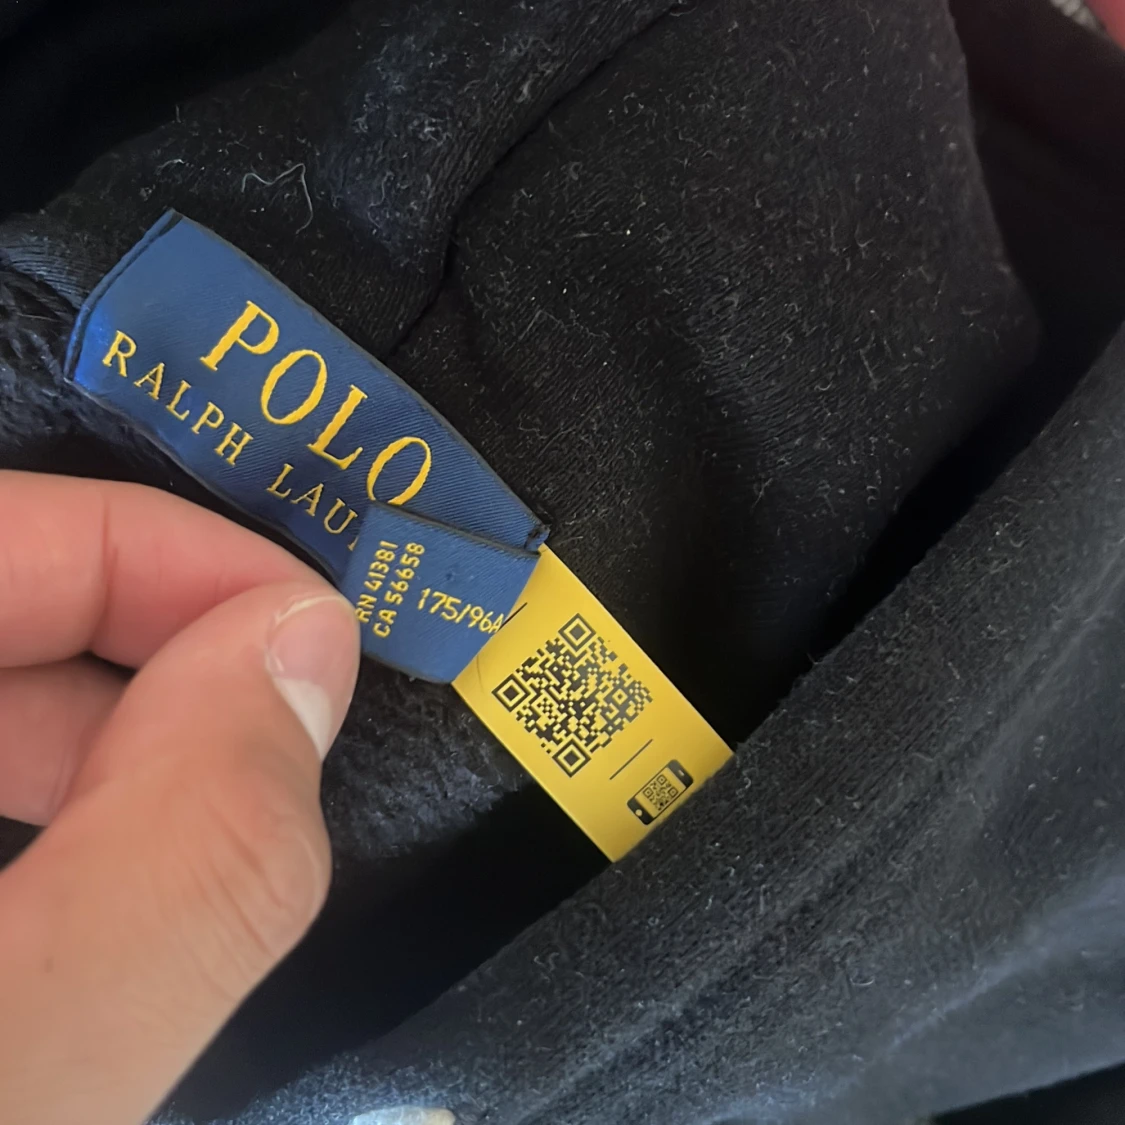 POLO
RALPH LAU
RN 41381
CA 56658
175/96A